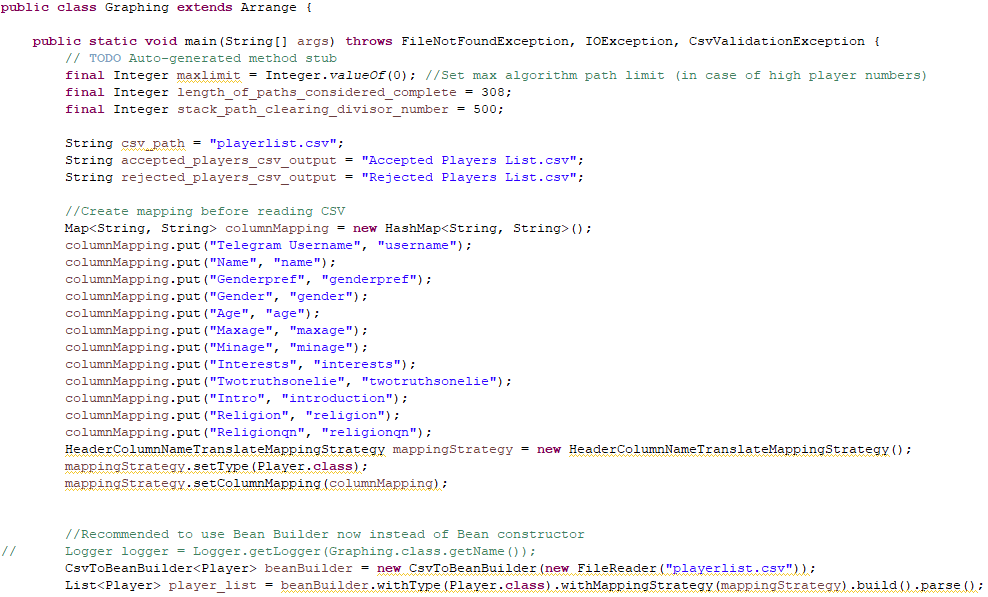 public class Graphing extends Arrange {
public static void main(String[] args) throws FileNotFoundException, IOException, CsvValidationException {
// TODO Auto-generated method stub
final Integer maxlimit = Integer.valueOf(0); //Set max algorithm path limit (in case of high player numbers)
final Integer length_of_paths_considered_complete = 308;
final Integer stack_path_clearing_divisor_number = 500;
String csv_path = "playerlist.csv";
String accepted_players_csv_output = "Accepted Players List.csv";
String rejected_players_csv_output = "Rejected Players List.csv";
//Create mapping before reading CSV
Map<String, String> columnMapping = new HashMap<String, String>();
columnMapping.put("Telegram Username", "username");
columnMapping.put("Name", "name");
columnMapping.put("Genderpref", "genderpref");
columnMapping.put("Gender", "gender");
columnMapping.put("Age", "age");
columnMapping.put("Maxage", "maxage");
columnMapping.put("Minage", "minage");
columnMapping.put("Interests", "interests");
columnMapping.put("Twotruthsonelie", "twotruthsonelie");
columnMapping.put("Intro", "introduction");
columnMapping.put("Religion", "religion");
columnMapping.put("Religionqn", "religionqn");
HeaderColumnNameTranslateMappingStrategy mappingStrategy = new HeaderColumnNameTranslateMappingStrategy();
mappingStrategy.setType(Player.class);
mappingStrategy.setColumnMapping(columnMapping);
//Recommended to use Bean Builder now instead of Bean constructor
// Logger logger = Logger.getLogger(Graphing.class.getName());
CsvToBeanBuilder<Player> beanBuilder = new CsvToBeanBuilder(new FileReader("playerlist.csv"));
List<Player> player_list = beanBuilder.withType(Player.class).withMappingStrategy(mappingStrategy).build().parse();